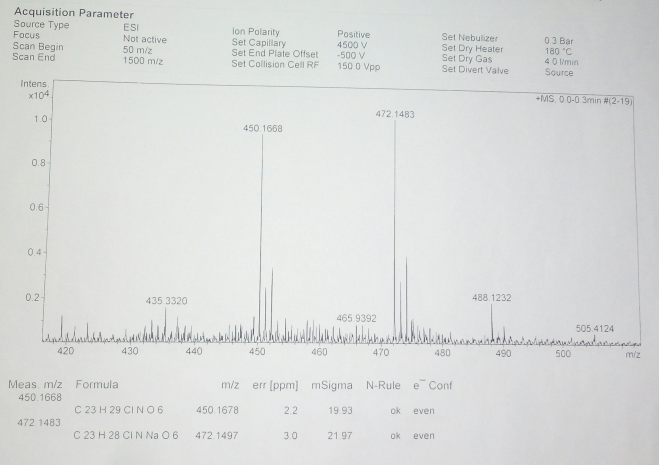 Acquisition Parameter
Source Type ESI Ion Polarity Positive Set Nebulizer 0.3 Bar
Focus Not active Set Capillary 4500 V Set Dry Heater 180 °C
Scan Begin 50 m/z Set End Plate Offset -500 V Set Dry Gas 4.0 l/min
Scan End 1500 m/z Set Collision Cell RF 150.0 Vpp Set Divert Valve Source
Intens.
x10⁴
+MS, 0.0-0.3min #(2-19)
1.0
0.8
0.6
0.4
0.2
472.1483
450.1668
435.3320
465.9392
488.1232
505.4124
420 430 440 450 460 470 480 490 500 m/z
Meas. m/z Formula m/z err [ppm] mSigma N-Rule e⁻ Conf
450.1668
C 23 H 29 Cl N O 6 450.1678 2.2 19.93 ok even
472.1483
C 23 H 28 Cl N Na O 6 472.1497 3.0 21.97 ok even